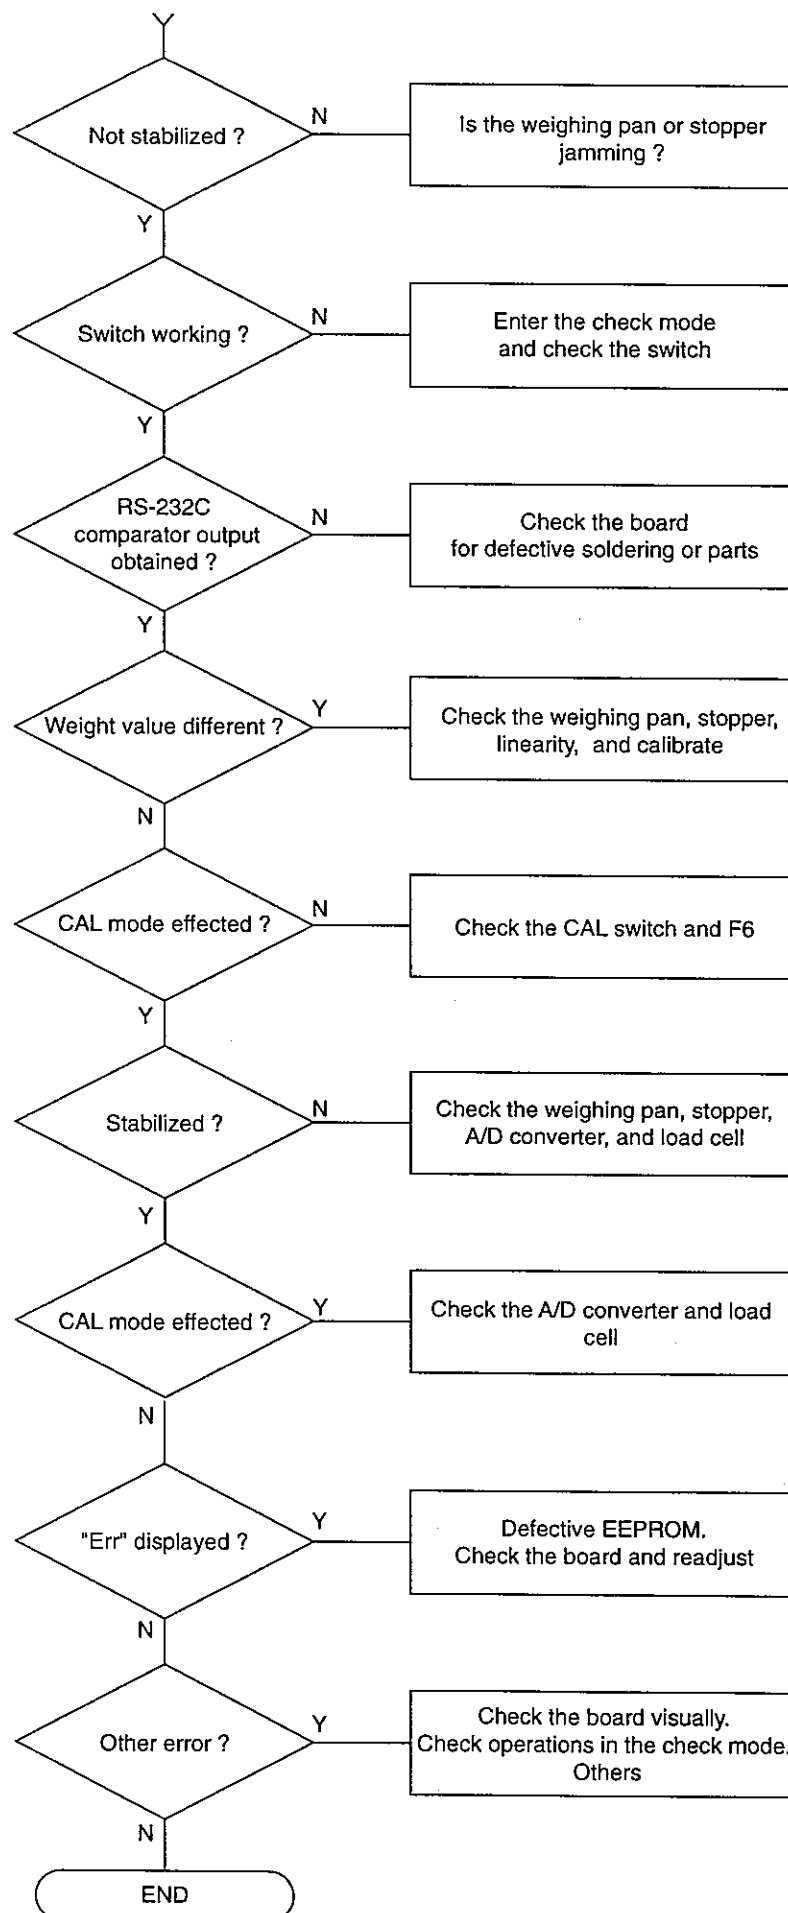 Y
Not stabilized ?
N
Is the weighing pan or stopper
jamming ?
Y
Switch working ?
N
Enter the check mode
and check the switch
Y
RS-232C
comparator output
obtained ?
N
Check the board
for defective soldering or parts
Y
Weight value different ?
Y
Check the weighing pan, stopper,
linearity,  and calibrate
N
CAL mode effected ?
N
Check the CAL switch and F6
Y
Stabilized ?
N
Check the weighing pan, stopper,
A/D converter, and load cell
Y
CAL mode effected ?
Y
Check the A/D converter and load
cell
N
"Err" displayed ?
Y
Defective EEPROM.
Check the board and readjust
N
Other error ?
Y
Check the board visually.
Check operations in the check mode.
Others
N
END